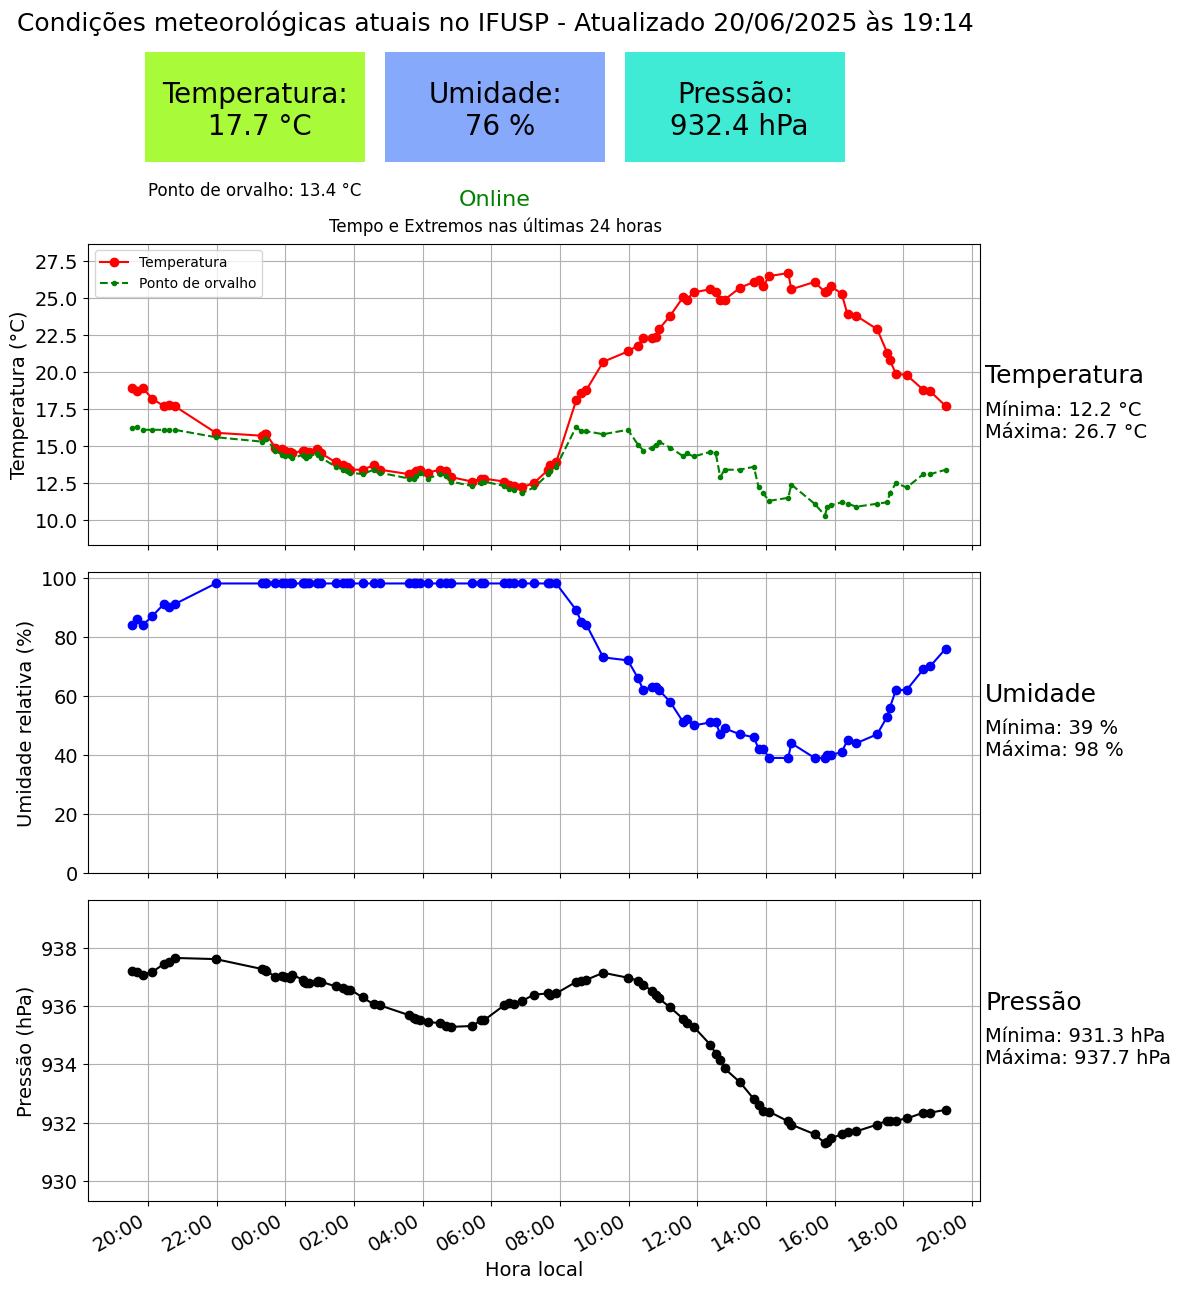 Condições meteorológicas atuais no IFUSP - Atualizado 20/06/2025 às 19:14
Temperatura:
17.7 °C
Umidade:
76 %
Pressão:
932.4 hPa
Ponto de orvalho: 13.4 °C
Online
Tempo e Extremos nas últimas 24 horas
Temperatura
Ponto de orvalho
Temperatura (°C)
27.5
25.0
22.5
20.0
17.5
15.0
12.5
10.0
Temperatura
Mínima: 12.2 °C
Máxima: 26.7 °C
Umidade relativa (%)
100
80
60
40
20
0
Umidade
Mínima: 39 %
Máxima: 98 %
Pressão (hPa)
938
936
934
932
930
Pressão
Mínima: 931.3 hPa
Máxima: 937.7 hPa
20:00 22:00 00:00 02:00 04:00 06:00 08:00 10:00 12:00 14:00 16:00 18:00 20:00
Hora local